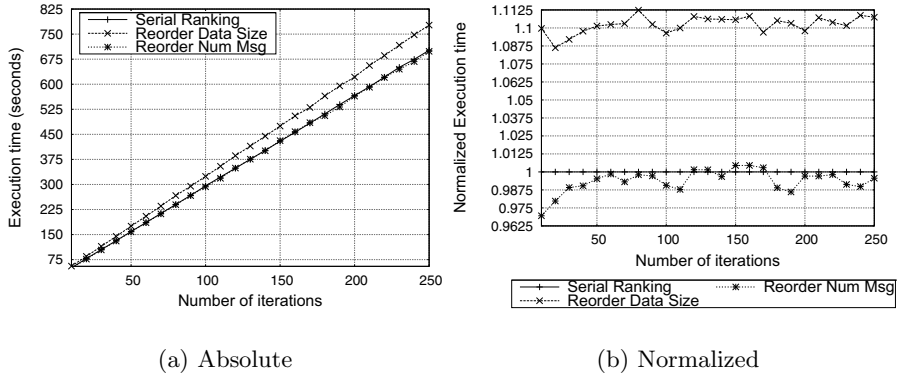 825
750
675
600
525
450
375
300
225
150
75
Execution time (seconds)
Serial Ranking
Reorder Data Size
Reorder Num Msg
50 100 150 200 250
Number of iterations
(a) Absolute
1.1125
1.1
1.0875
1.075
1.0625
1.05
1.0375
1.025
1.0125
1
0.9875
0.975
0.9625
Normalized Execution time
50 100 150 200 250
Number of iterations
Serial Ranking
Reorder Data Size
Reorder Num Msg
(b) Normalized